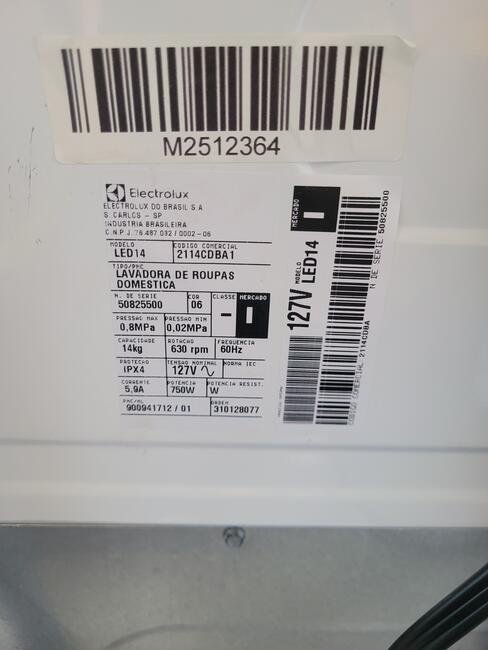 M2512364
Electrolux
ELECTROLUX DO BRASIL S.A
S. CARLOS - SP
INDUSTRIA BRASILEIRA
C.N.P.J. 76.487.032 / 0002-06
MODELO CODIGO COMERCIAL
LED14 2114CDBA1
TIPO/PNC
LAVADORA DE ROUPAS
DOMESTICA
N. DE SERIE COR CLASSE MERCADO
50825500 06 - I
PRESSAO MAX PRESSAO MIN
0,8MPa 0,02MPa
CAPACIDADE ROTACAO FREQUENCIA
14kg 630 rpm 60Hz
PROTECAO TENSAO NOMINAL NORMA IEC
IPX4 127V
CORRENTE POTENCIA POTENCIA RESIST.
5,9A 750W W
PNC/ML ORDEM
900941712 / 01 310128077
MERCADO
I
127V MODELO LED14
N DE SERIE 50825500
CODIGO COMERCIAL 2114CDBA